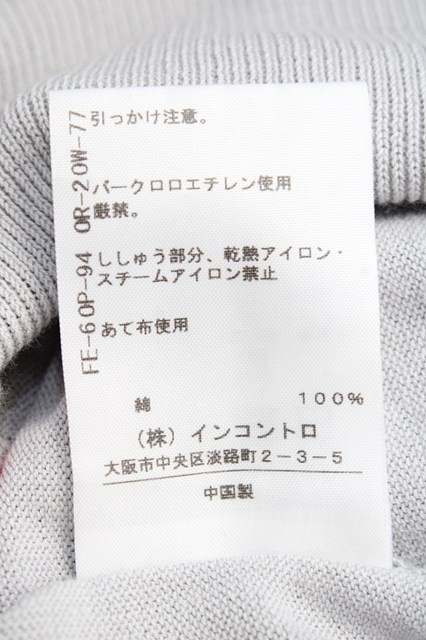 引っかけ注意。
パークロロエチレン使用
厳禁。
ししゅう部分、乾熱アイロン・
スチームアイロン禁止
あて布使用
綿 100%
(株)インコントロ
大阪市中央区淡路町2-3-5
中国製
FE-60P-94 OR-20W-77